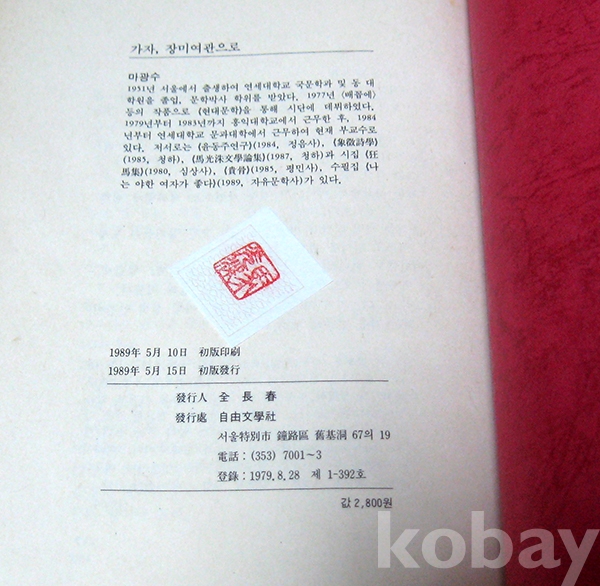 가자, 장미여관으로
마광수
1951년 서울에서 출생하여 연세대학교 국문학과 및 동 대
학원을 졸업, 문학박사 학위를 받았다. 1977년 〈배꼽에〉
등의 작품으로 《현대문학》을 통해 시단에 데뷔하였다.
1979년부터 1983년까지 홍익대학교에서 근무한 후, 1984
년부터 연세대학교 문과대학에서 근무하여 현재 부교수로
있다. 저서로는 《윤동주연구》(1984, 정음사), 《象徵詩學》
(1985, 청하), 《馬光洙文學論集》(1987, 청하)과 시집 《狂
馬集》(1980, 심상사), 《貴骨》(1985, 평민사), 수필집 《나
는 야한 여자가 좋다》(1989, 자유문학사)가 있다.
1989年 5月 10日 初版印刷
1989年 5月 15日 初版發行
發行人 全長春
發行處 自由文學社
서울特別市 鐘路區 舊基洞 67의 19
電話 : (353) 7001~3
登錄 : 1979.8.28 제 1-392호
값 2,800원
kobay